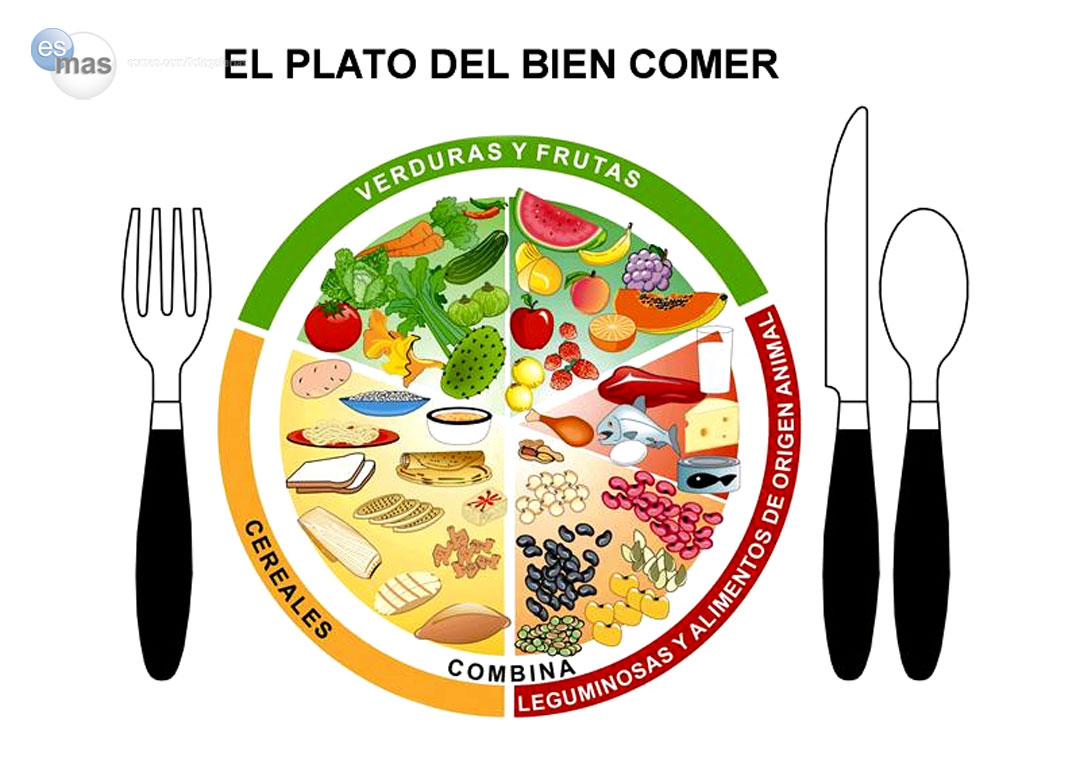 es
mas
EL PLATO DEL BIEN COMER
VERDURAS Y FRUTAS
CEREALES
COMBINA
LEGUMINOSAS Y ALIMENTOS DE ORIGEN ANIMAL